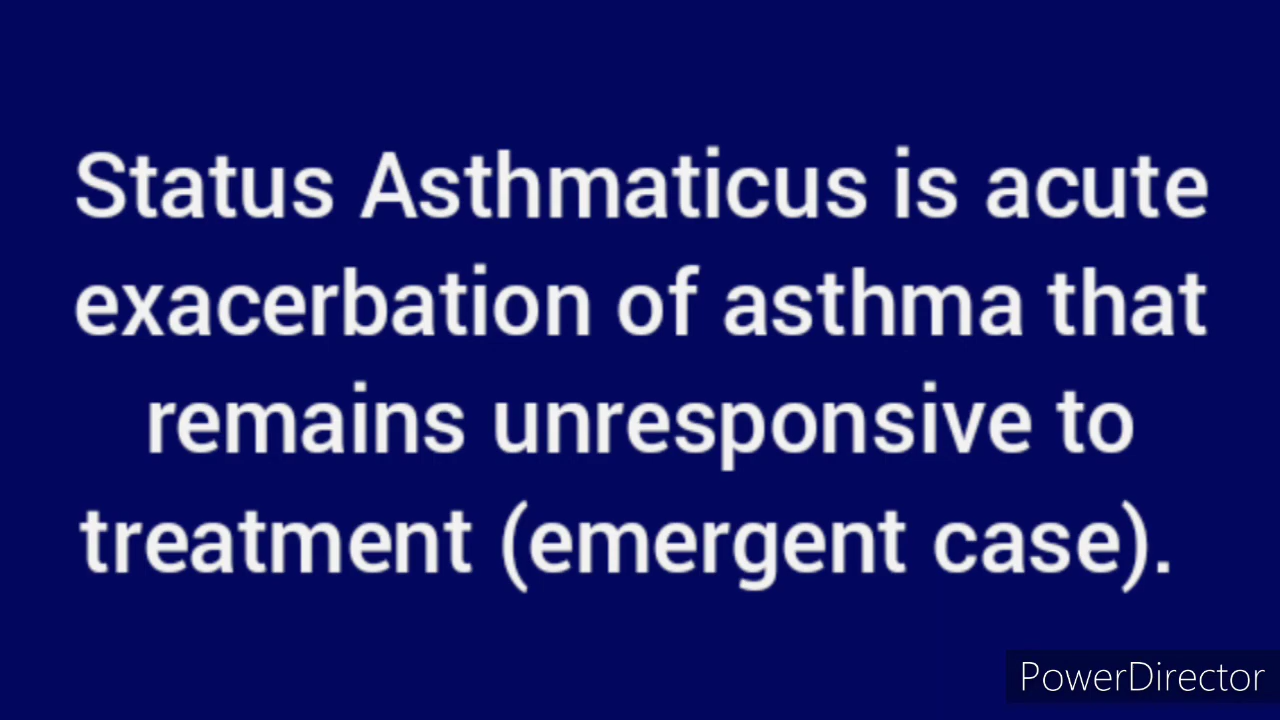 Status Asthmaticus is acute
exacerbation of asthma that
remains unresponsive to
treatment (emergent case).
PowerDirector